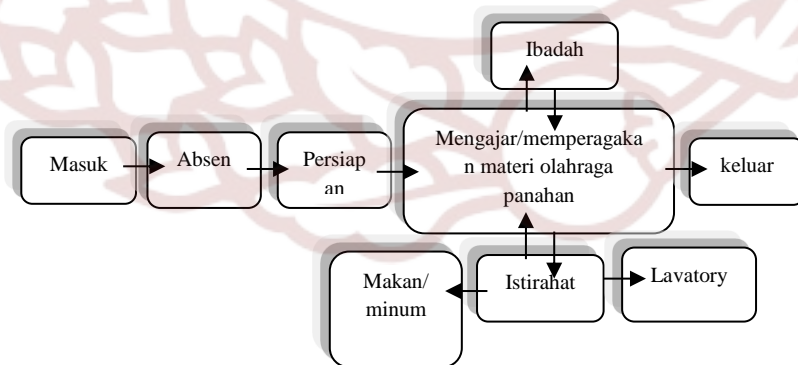 Ibadah
Masuk
Absen
Persiap
an
Mengajar/memperagaka
n materi olahraga
panahan
keluar
Makan/
minum
Istirahat
Lavatory